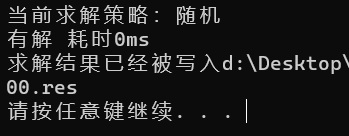 当前求解策略: 随机
有解 耗时0ms
求解结果已经被写入d:\Desktop\
00.res
请按任意键继续. . .